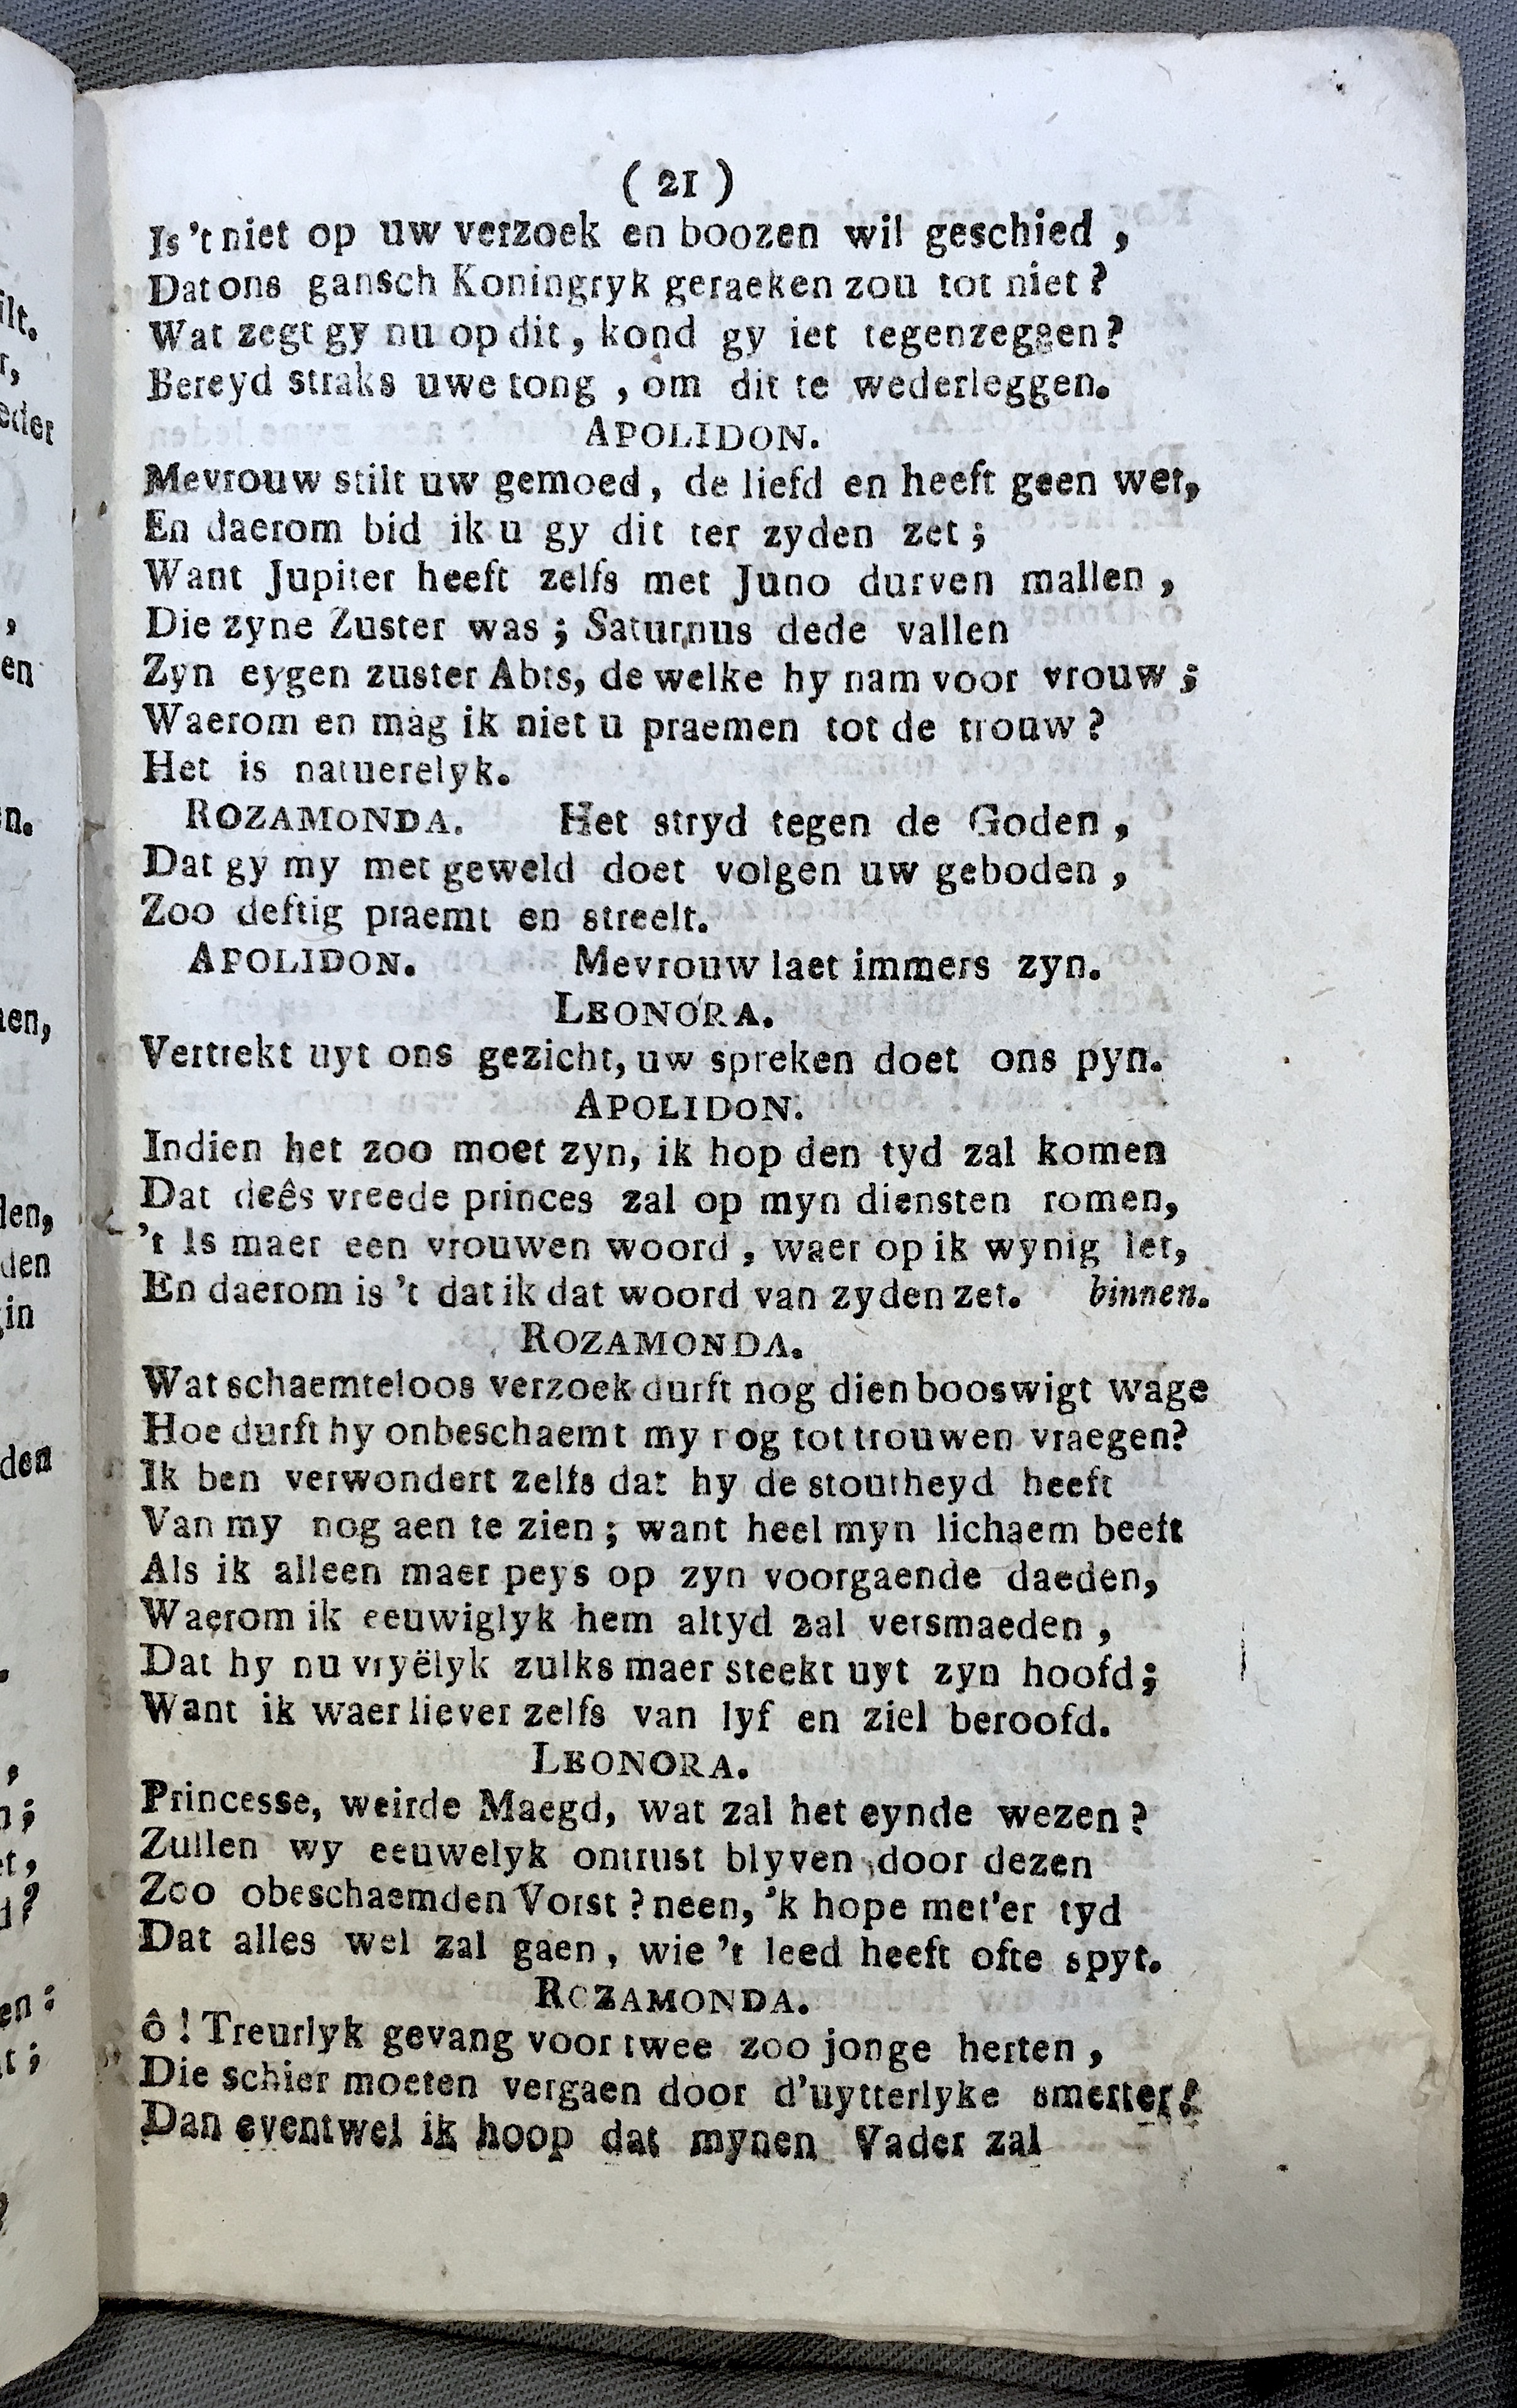 ( 21 )
Is 't niet op uw verzoek en boozen wil geschied ,
Dat ons gansch Koningryk geraeken zou tot niet ?
Wat zegt gy nu op dit , kond gy iet tegenzeggen ?
Bereyd straks uwe tong , om dit te wederleggen.
APOLIDON.
Mevrouw stilt uw gemoed, de liefd en heeft geen wet,
En daerom bid ik u gy dit ter zyden zet ;
Want Jupiter heeft zelfs met Juno durven mallen ,
Die zyne Zuster was ; Saturnus dede vallen
Zyn eygen zuster Abts, de welke hy nam voor vrouw ;
Waerom en mag ik niet u praemen tot de trouw ?
Het is natuerelyk.
ROZAMONDA. Het stryd tegen de Goden ,
Dat gy my met geweld doet volgen uw geboden ,
Zoo deftig praemt en streelt.
APOLIDON. Mevrouw laet immers zyn.
LEONORA.
Vertrekt uyt ons gezicht, uw spreken doet ons pyn.
APOLIDON.
Indien het zoo moet zyn, ik hop den tyd zal komen
Dat deês vreede princes zal op myn diensten romen,
't Is maer een vrouwen woord , waer op ik wynig let,
En daerom is 't dat ik dat woord van zyden zet. binnen.
ROZAMONDA.
Wat schaemteloos verzoek durft nog dien booswigt wage
Hoe durft hy onbeschaemt my nog tot trouwen vraegen?
Ik ben verwondert zelfs dat hy de stoutheyd heeft
Van my nog aen te zien ; want heel myn lichaem beeft
Als ik alleen maer peys op zyn voorgaende daeden,
Waerom ik eeuwiglyk hem altyd zal versmaeden ,
Dat hy nu vryëlyk zulks maer steekt uyt zyn hoofd ;
Want ik waer liever zelfs van lyf en ziel beroofd.
LEONORA.
Princesse, weirde Maegd, wat zal het eynde wezen ?
Zullen wy eeuwelyk ontrust blyven door dezen
Zoo obeschaemden Vorst ? neen, 'k hope met'er tyd
Dat alles wel zal gaen , wie 't leed heeft ofte spyt.
ROZAMONDA.
ô ! Treurlyk gevang voor twee zoo jonge herten ,
Die schier moeten vergaen door d'uytterlyke smerter!
Dan eventwel ik hoop dat mynen Vader zal